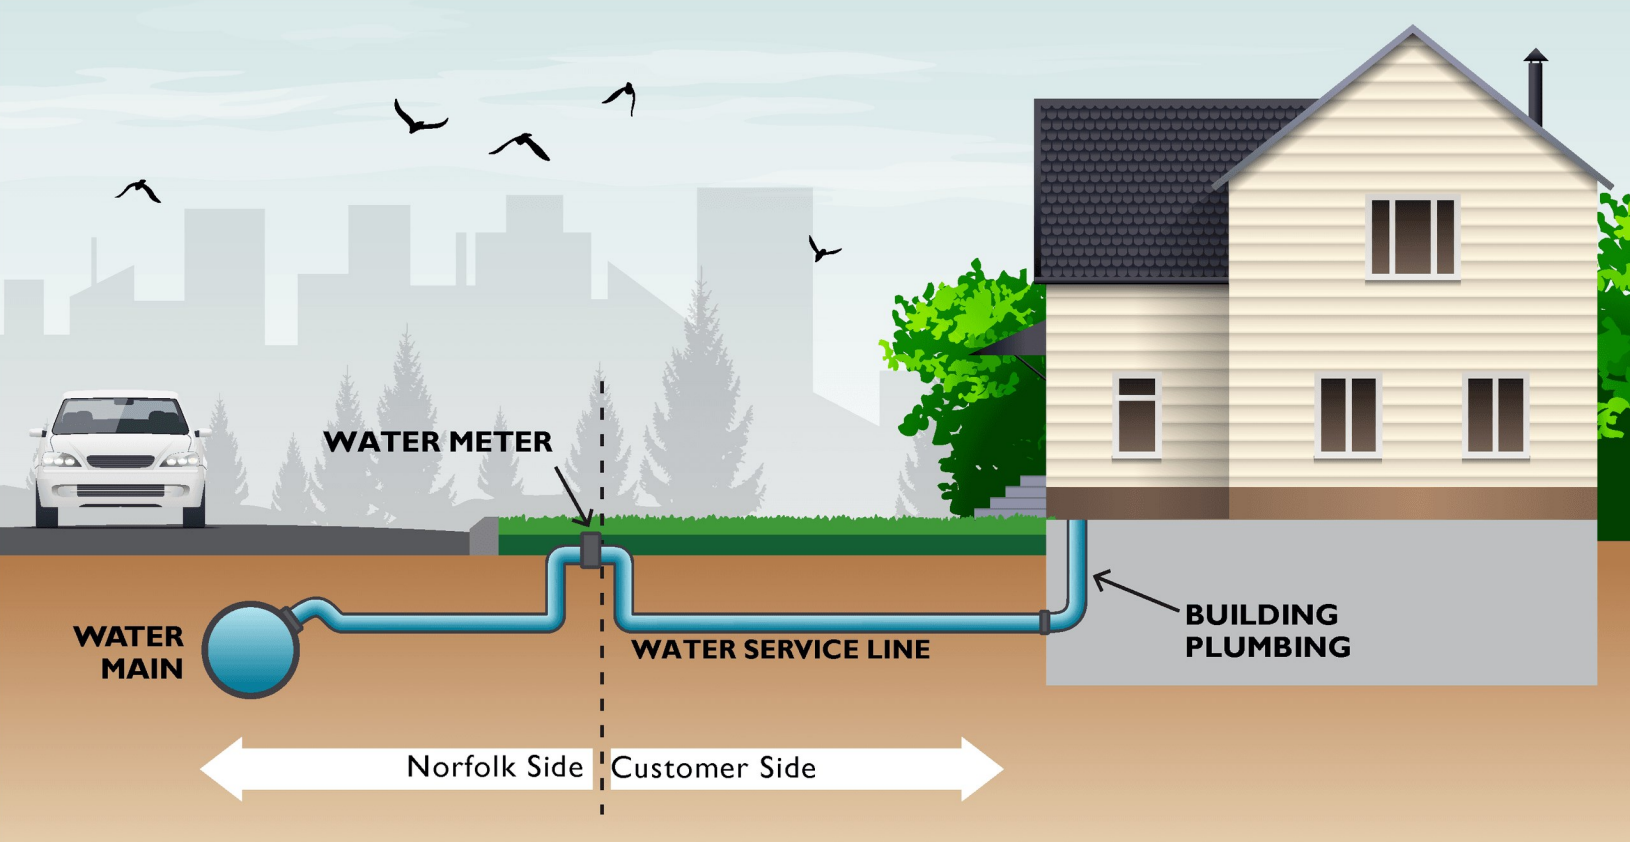 WATER METER
WATER
MAIN
WATER SERVICE LINE
BUILDING
PLUMBING
Norfolk Side
Customer Side